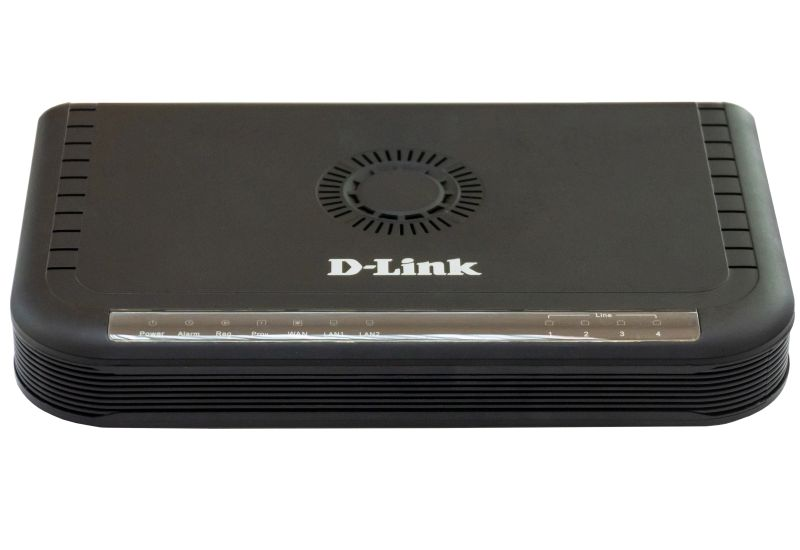 D-Link
Line
Power Alarm Reg Prov WAN LAN1 LAN2 1 2 3 4